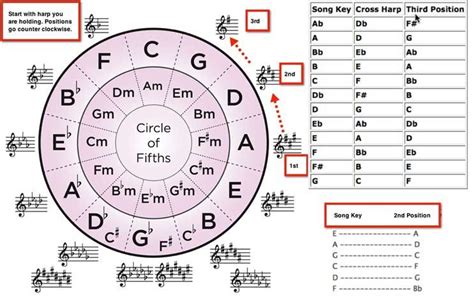 Start with harp you
are holding. Positions
go counter clockwise.
3rd
2nd
1st
C
G
D
A
E
B
G♭
D♭
A♭
E♭
B♭
F
Am
Em
Bm
F♯m
C♯m
G♯m
E♭m
B♭m
Fm
Cm
Gm
Dm
Circle
of
Fifths
Song Key Cross Harp Third Position
Ab Db F#
A D G
Bb Eb Ab
B E A
C F Bb
Db F# B
D G C
Eb Ab Db
E A D
F Bb Eb
F# B E
G C F
Song Key 2nd Position
E ---------------- A
A ---------------- D
D ---------------- G
G ---------------- C
C ---------------- F
F ---------------- Bb